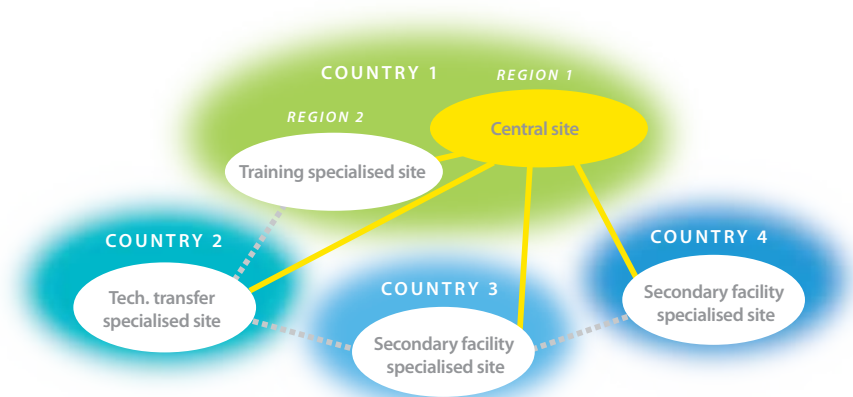 COUNTRY 1
REGION 1
REGION 2
Central site
Training specialised site
COUNTRY 2
COUNTRY 4
COUNTRY 3
Tech. transfer
specialised site
Secondary facility
specialised site
Secondary facility
specialised site